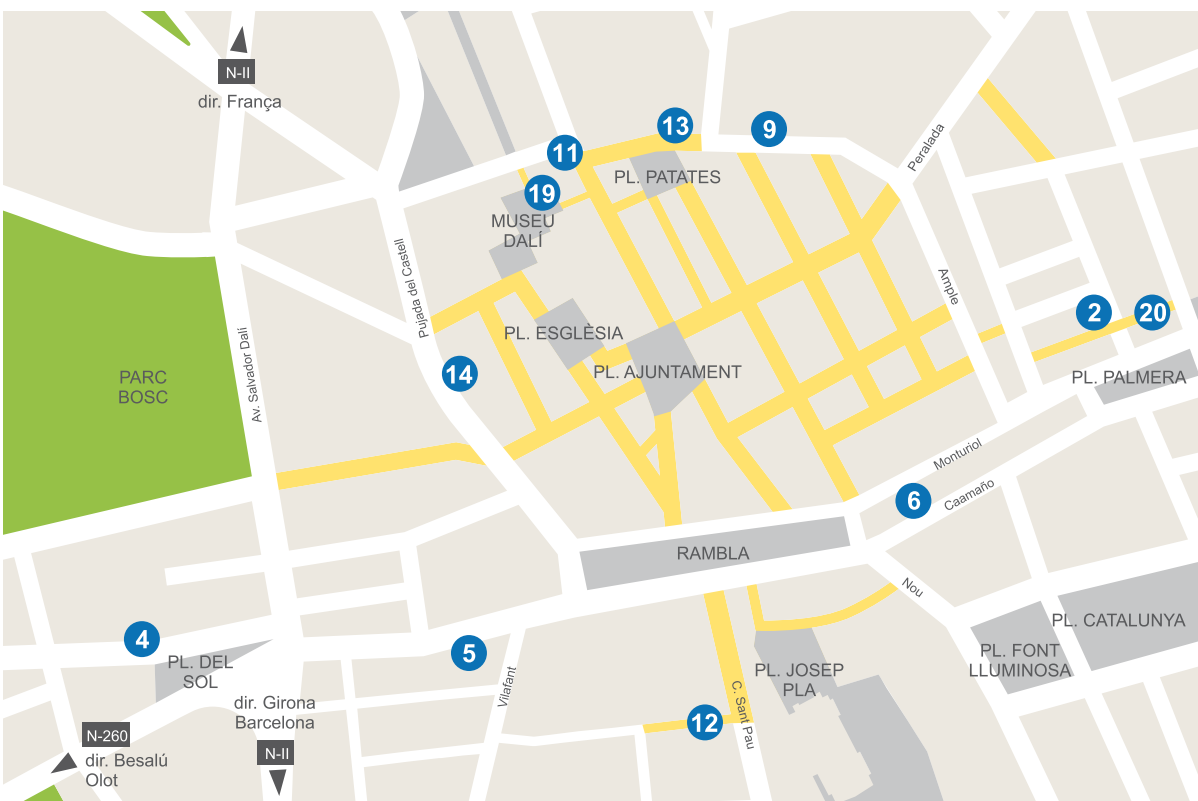 N-II
dir. França
13
9
11
Peralada
PL. PATATES
19
MUSEU
DALÍ
Pujada del Castell
Ample
2
20
Av. Salvador Dalí
PL. ESGLÈSIA
14
PL. AJUNTAMENT
PARC
BOSC
PL. PALMERA
Monturiol
6
Caamaño
RAMBLA
Nou
4
5
PL. CATALUNYA
PL. DEL
SOL
Vilafant
PL. JOSEP
PLA
PL. FONT
LLUMINOSA
dir. Girona
Barcelona
C. Sant Pau
12
N-260
dir. Besalú
Olot
N-II